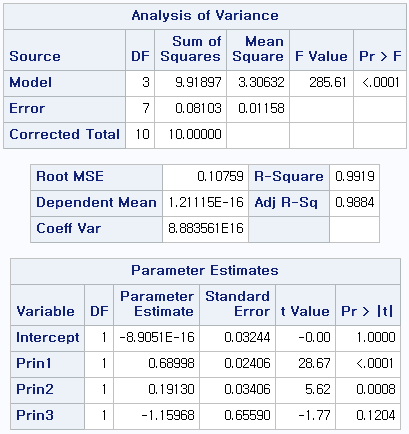 Analysis of Variance
Source DF Sum of Squares Mean Square F Value Pr > F
Model 3 9.91897 3.30632 285.61 <.0001
Error 7 0.08103 0.01158
Corrected Total 10 10.00000
Root MSE 0.10759 R-Square 0.9919
Dependent Mean 1.21115E-16 Adj R-Sq 0.9884
Coeff Var 8.883561E16
Parameter Estimates
Variable DF Parameter Estimate Standard Error t Value Pr > |t|
Intercept 1 -8.9051E-16 0.03244 -0.00 1.0000
Prin1 1 0.68998 0.02406 28.67 <.0001
Prin2 1 0.19130 0.03406 5.62 0.0008
Prin3 1 -1.15968 0.65590 -1.77 0.1204